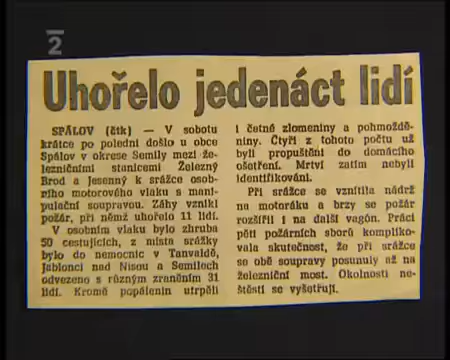 2
Uhořelo jedenáct lidí
SPÁLOV (čtk) — V sobotu
krátce po poledni došlo u obce
Spálov v okrese Semily mezi že-
lezničními stanicemi Železný
Brod a Jesenný k srážce osob-
ního motorového vlaku s mani-
pulační soupravou. Záhy vznikl
požár, při němž uhořelo 11 lidí.
V osobním vlaku bylo zhruba
50 cestujících, z místa srážky
bylo do nemocnic v Tanvaldě,
Jablonci nad Nisou a Semilech
odvezeno s různým zraněním 31
lidí. Kromě popálenin utrpěli
i četné zlomeniny a pohmoždě-
niny. Čtyři z tohoto počtu už
byli propuštěni do domácího
ošetření. Mrtví zatím nebyli
identifikováni.
Při srážce se vznítila nádrž
na motoráku a brzy se požár
rozšířil i na další vagón. Práci
pěti požárních sborů kompliko-
vala skutečnost, že při srážce
se obě soupravy posunuly až na
železniční most. Okolnosti ne-
štěstí se vyšetřují.